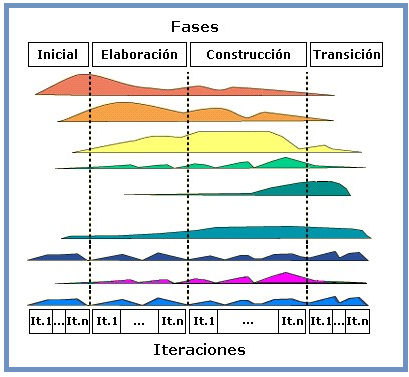 Fases
Inicial Elaboración Construcción Transición
It.1 ... It.n It.1 ... It.n It.1 ... It.n It.1 ... It.n
Iteraciones